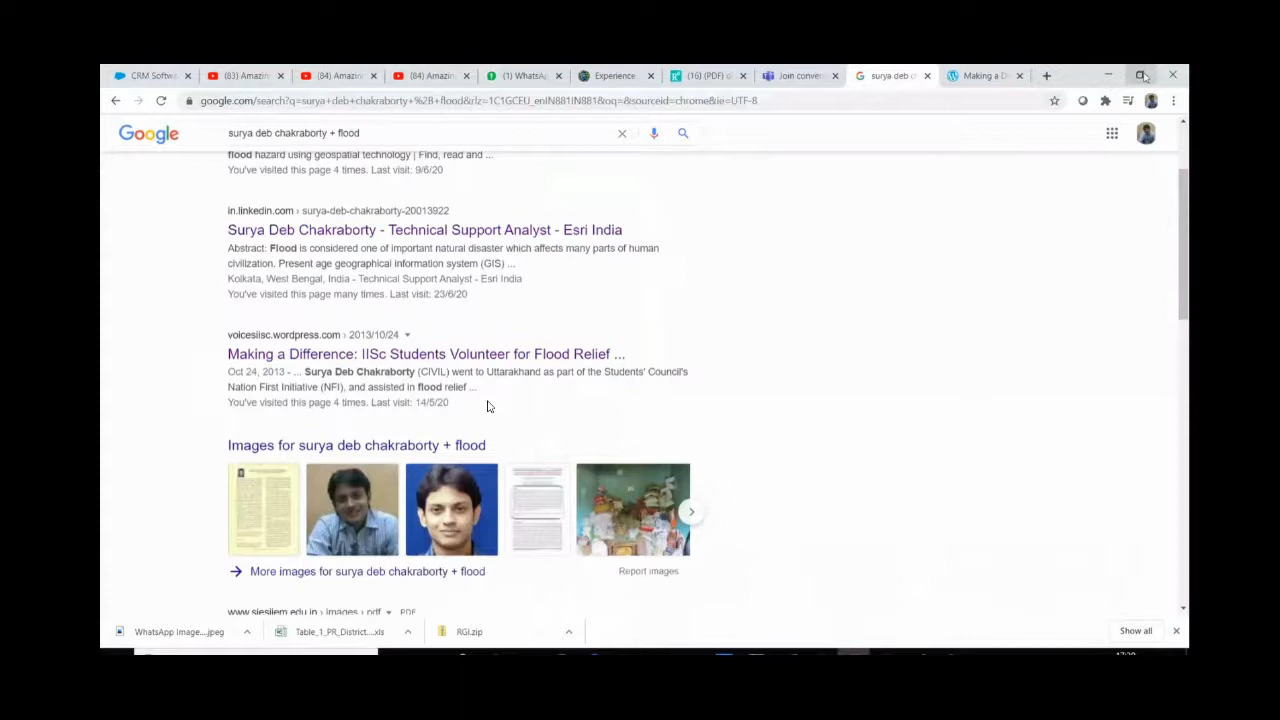 CRM Softw
(83) Amazin
(84) Amazin
(84) Amazin
(1) WhatsA
Experience
(16) (PDF)
Join conver
surya deb c
Making a D
google.com/search?q=surya+deb+chakraborty+%2B+flood&rlz=1C1GCEU_enIN881IN881&oq=&sourceid=chrome&ie=UTF-8
Google
surya deb chakraborty + flood
flood hazard using geospatial technology | Find, read and ...
You've visited this page 4 times. Last visit: 9/6/20
in.linkedin.com › surya-deb-chakraborty-20013922
Surya Deb Chakraborty - Technical Support Analyst - Esri India
Abstract: Flood is considered one of important natural disaster which affects many parts of human
civilization. Present age geographical information system (GIS) ...
Kolkata, West Bengal, India - Technical Support Analyst - Esri India
You've visited this page many times. Last visit: 23/6/20
voicesiisc.wordpress.com › 2013/10/24
Making a Difference: IISc Students Volunteer for Flood Relief ...
Oct 24, 2013 - ... Surya Deb Chakraborty (CIVIL) went to Uttarakhand as part of the Students' Council's
Nation First Initiative (NFI), and assisted in flood relief ...
You've visited this page 4 times. Last visit: 14/5/20
Images for surya deb chakraborty + flood
More images for surya deb chakraborty + flood
Report images
www.siesiiem.edu.in › images › pdf PDF
WhatsApp Image....jpeg
Table_1_PR_District....xls
RGI.zip
Show all